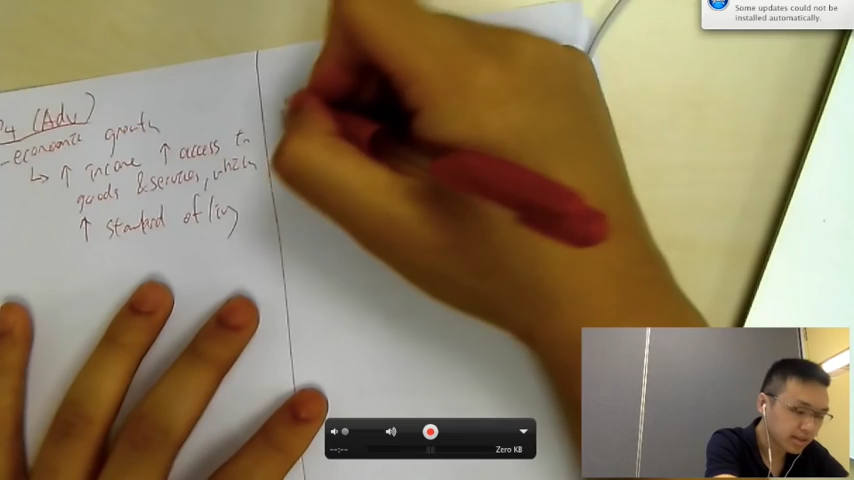 P4 (Adv)
- economic growth
↳ ↑ income ↑ access to
goods & services, which
↑ standard of living
Some updates could not be
installed automatically.
--:--
Zero KB